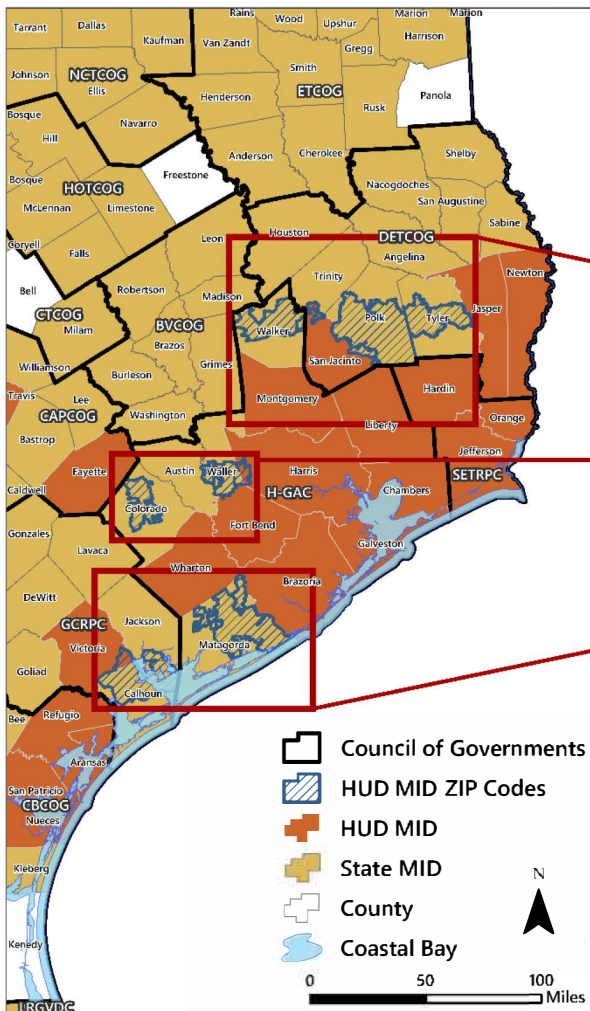 Rains
Wood
Upshur
Marion
Marion
Tarrant
Dallas
Kaufman
Van Zandt
Gregg
Harrison
Smith
Johnson
NCTCOG
Ellis
Henderson
ETCOG
Rusk
Panola
Bosque
Hill
Navarro
Anderson
Cherokee
Shelby
Freestone
Nacogdoches
Bosque
HOTCOG
McLennan
Limestone
San Augustine
Sabine
Coryell
Falls
Leon
Houston
DETCOG
Angelina
Newton
Bell
Robertson
Trinity
Madison
CTCOG
Milam
BVCOG
Walker
Polk
Tyler
Jasper
Brazos
Grimes
San Jacinto
Williamson
Burleson
Hardin
Travis
Lee
Montgomery
CAPCOG
Washington
Liberty
Orange
Bastrop
Jefferson
Fayette
Austin
Waller
Harris
SETRPC
Caldwell
Colorado
H-GAC
Chambers
Fort Bend
Gonzales
Galveston
Lavaca
Wharton
Brazoria
DeWitt
GCRPC
Jackson
Victoria
Matagorda
Goliad
Calhoun
Bee
Refugio
Aransas
San Patricio
CBCOG
Nueces
Kleberg
Kenedy
LRGVDC
Council of Governments
HUD MID ZIP Codes
HUD MID
State MID
County
Coastal Bay
N
0 50 100
Miles